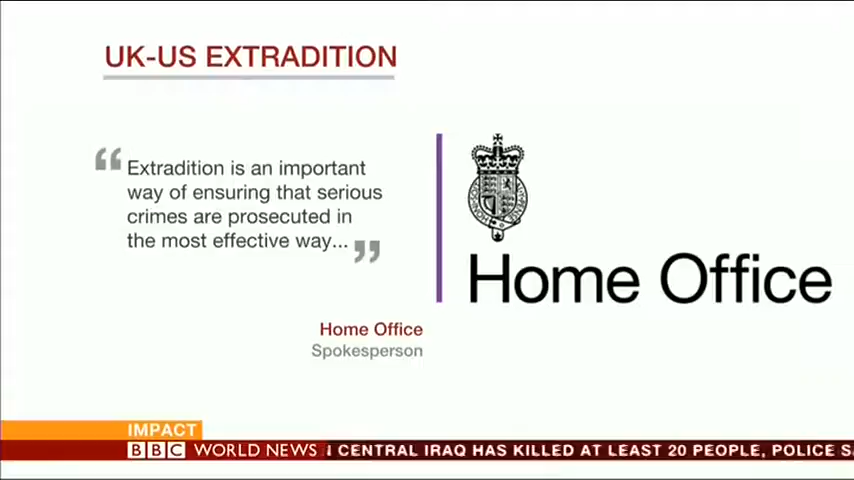 UK-US EXTRADITION
“ Extradition is an important
way of ensuring that serious
crimes are prosecuted in
the most effective way... ”
Home Office
Home Office
Spokesperson
IMPACT
BBC WORLD NEWS CENTRAL IRAQ HAS KILLED AT LEAST 20 PEOPLE, POLICE